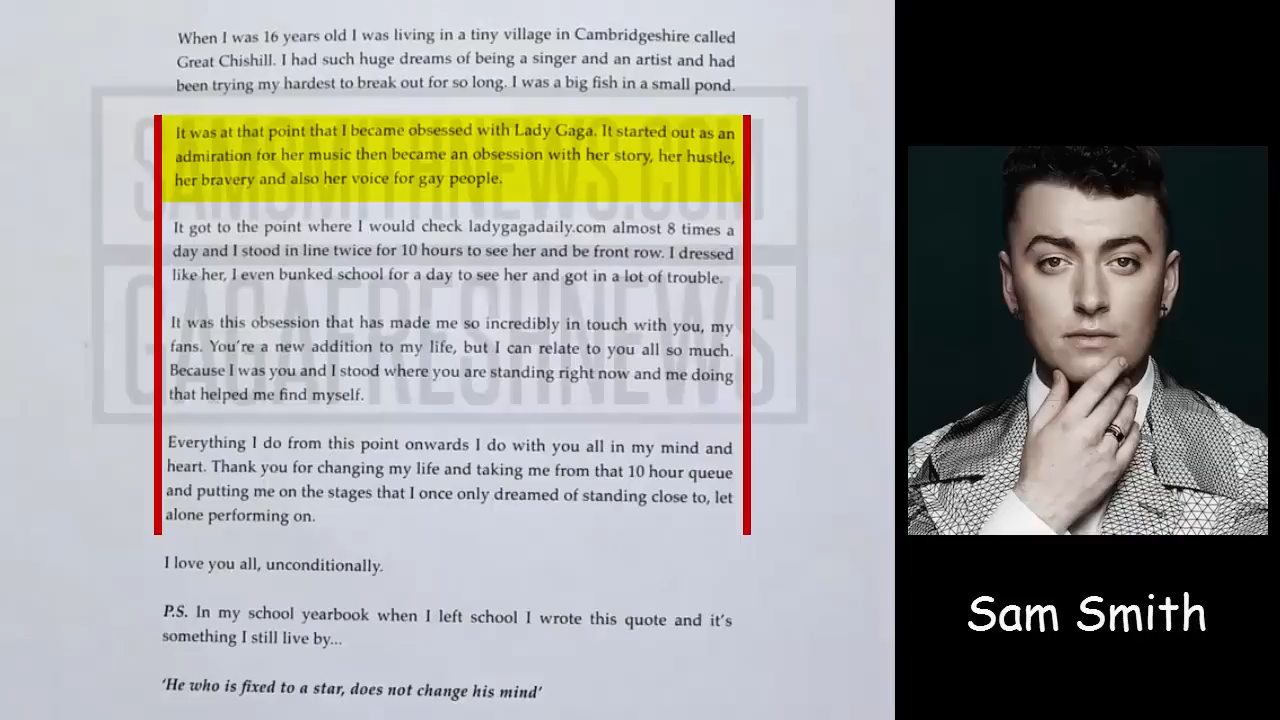 When I was 16 years old I was living in a tiny village in Cambridgeshire called
Great Chishill. I had such huge dreams of being a singer and an artist and had
been trying my hardest to break out for so long. I was a big fish in a small pond.
It was at that point that I became obsessed with Lady Gaga. It started out as an
admiration for her music then became an obsession with her story, her hustle,
her bravery and also her voice for gay people.
It got to the point where I would check ladygagadaily.com almost 8 times a
day and I stood in line twice for 10 hours to see her and be front row. I dressed
like her, I even bunked school for a day to see her and got in a lot of trouble.
It was this obsession that has made me so incredibly in touch with you, my
fans. You're a new addition to my life, but I can relate to you all so much.
Because I was you and I stood where you are standing right now and me doing
that helped me find myself.
Everything I do from this point onwards I do with you all in my mind and
heart. Thank you for changing my life and taking me from that 10 hour queue
and putting me on the stages that I once only dreamed of standing close to, let
alone performing on.
I love you all, unconditionally.
P.S. In my school yearbook when I left school I wrote this quote and it's
something I still live by...
'He who is fixed to a star, does not change his mind'
SAMSMITHNEWS.COM
GAGAFRESHNEWS
Sam Smith